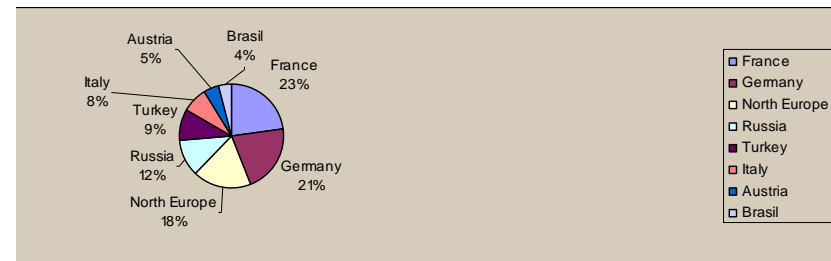 Brasil
4%
Austria
5%
France
23%
Italy
8%
Turkey
9%
Russia
12%
Germany
21%
North Europe
18%
France
Germany
North Europe
Russia
Turkey
Italy
Austria
Brasil